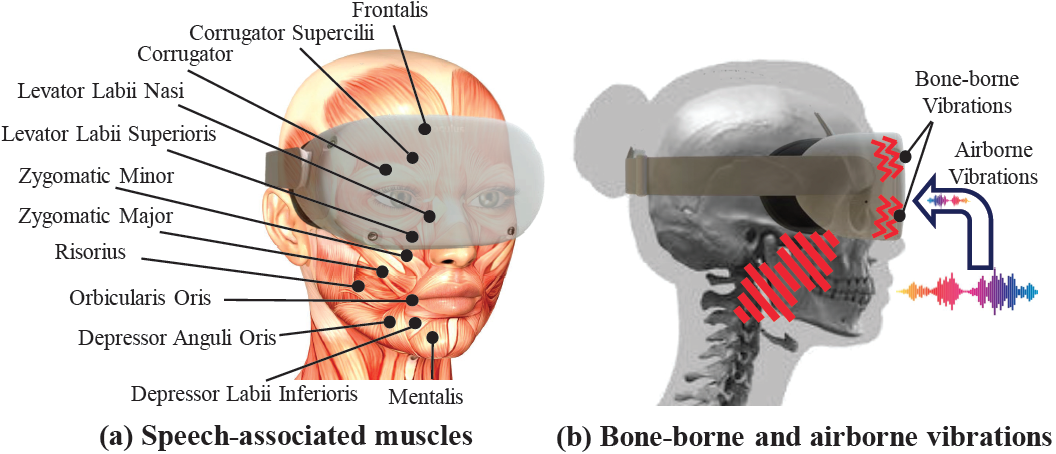 Frontalis
Corrugator Supercilii
Corrugator
Levator Labii Nasi
Levator Labii Superioris
Zygomatic Minor
Zygomatic Major
Risorius
Orbicularis Oris
Depressor Anguli Oris
Depressor Labii Inferioris
Mentalis
(a) Speech-associated muscles
Bone-borne
Vibrations
Airborne
Vibrations
(b) Bone-borne and airborne vibrations